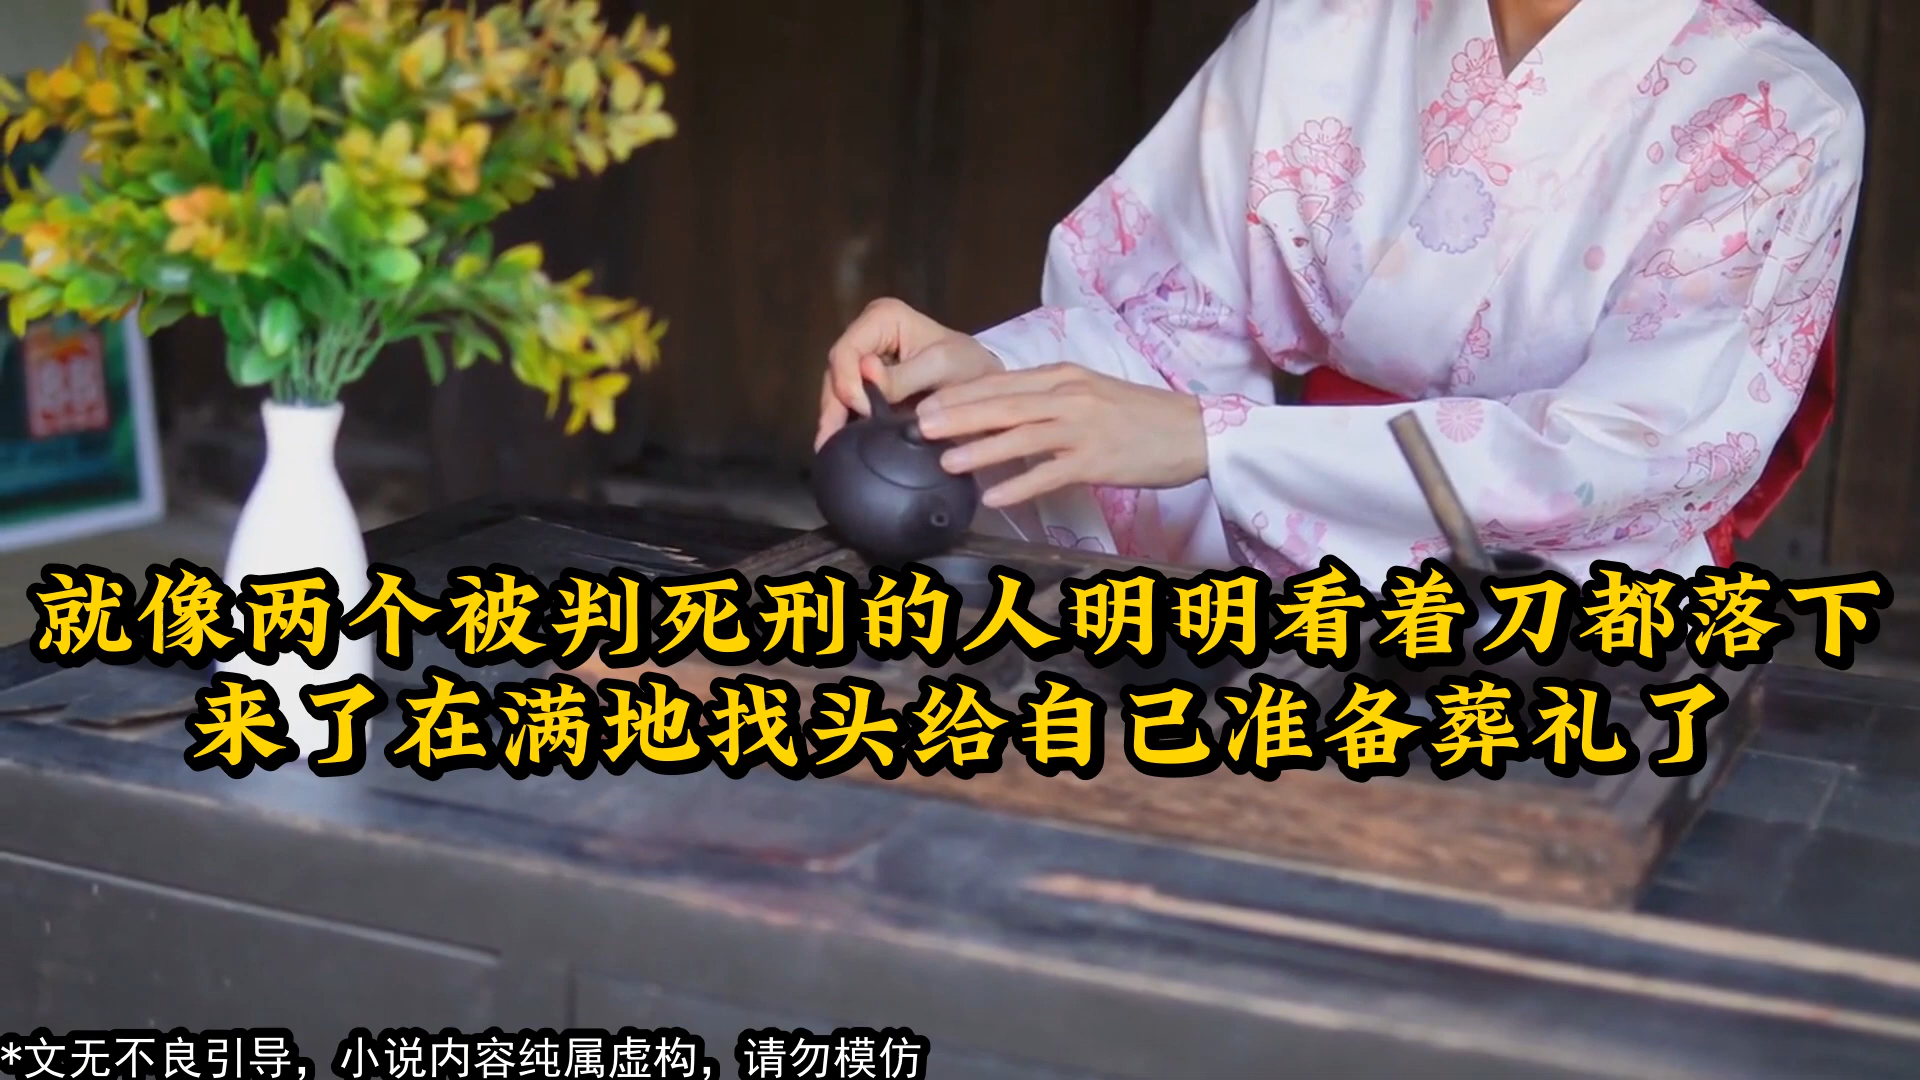 就像两个被判死刑的人明明看着刀都落下
来了在满地找头给自己准备葬礼了
*文无不良引导，小说内容纯属虚构，请勿模仿